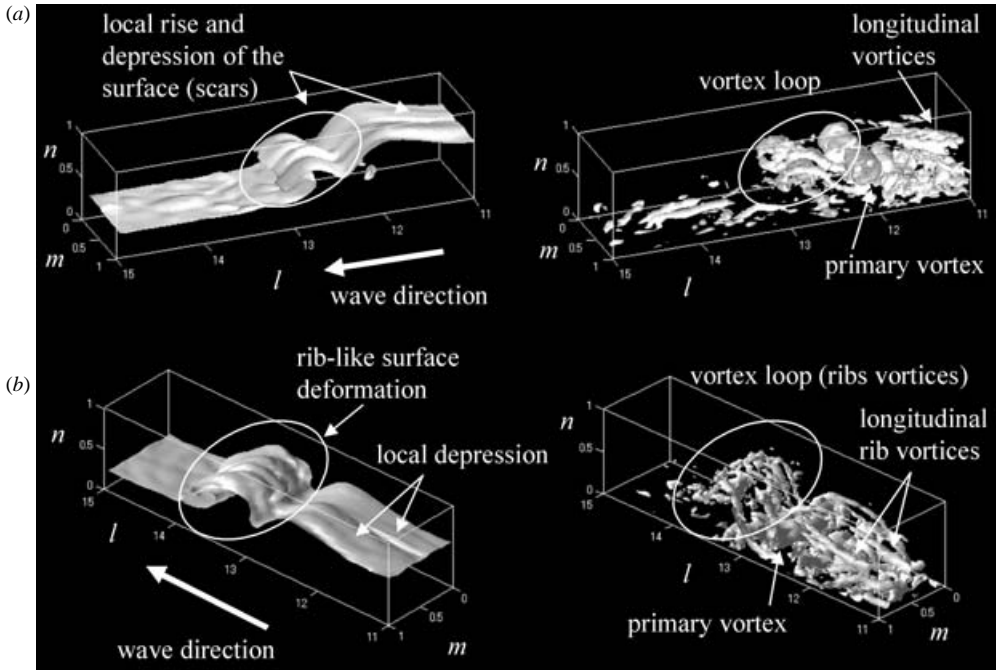 (a)
local rise and
depression of the
surface (scars)
longitudinal
vortices
vortex loop
n
1
0.5
0
0.5
1
m
15
14
13
12
11
l
wave direction
n
1
0.5
0
0.5
1
m
15
14
13
12
11
l
primary vortex
(b)
rib-like surface
deformation
local depression
n
1
0.5
0
15
14
13
12
11
l
1
0.5
0
m
wave direction
vortex loop (ribs vortices)
longitudinal
rib vortices
n
1
0.5
0
15
14
13
12
11
l
1
0.5
0
m
primary vortex